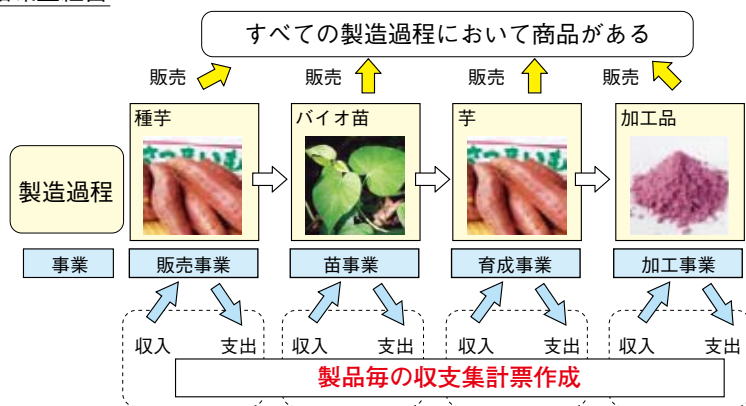 すべての製造過程において商品がある
販売
販売
販売
販売
種芋
バイオ苗
芋
加工品
製造過程
事業
販売事業
苗事業
育成事業
加工事業
収入
支出
収入
支出
収入
支出
収入
支出
製品毎の収支集計票作成